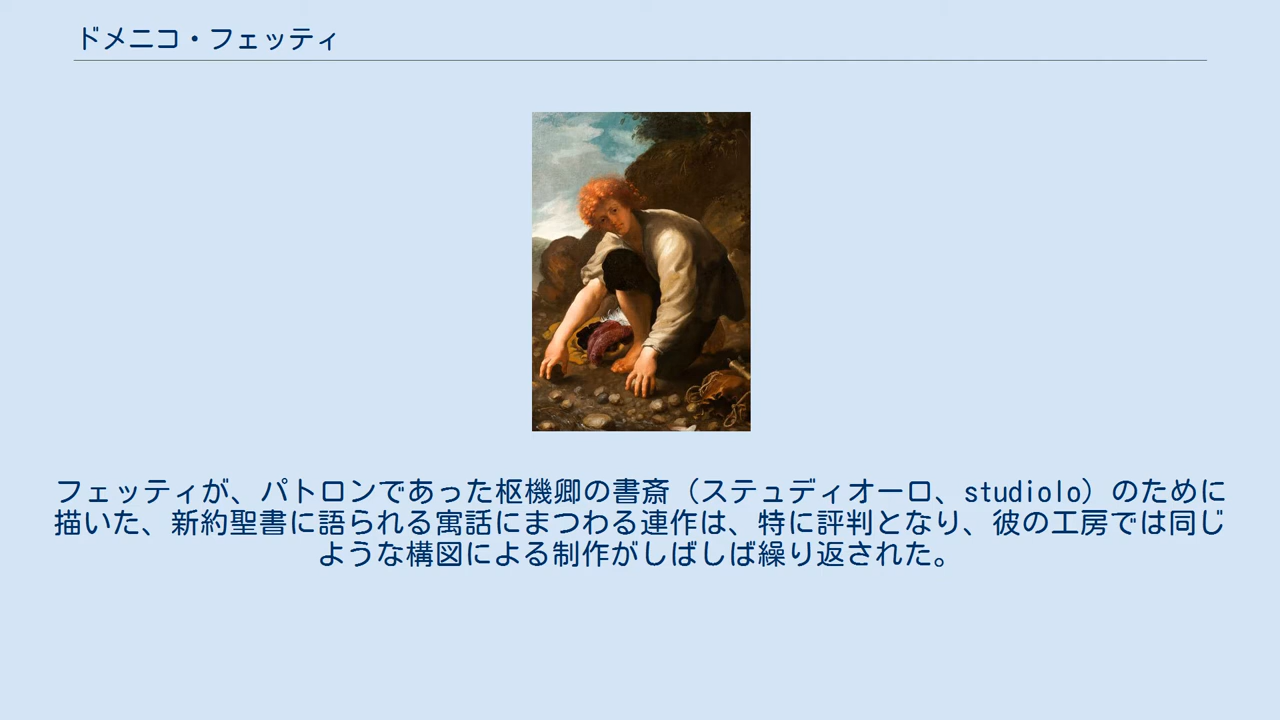 ドメニコ・フェッティ
フェッティが、パトロンであった枢機卿の書斎（ステュディオーロ、studiolo）のために
描いた、新約聖書に語られる寓話にまつわる連作は、特に評判となり、彼の工房では同じ
ような構図による制作がしばしば繰り返された。